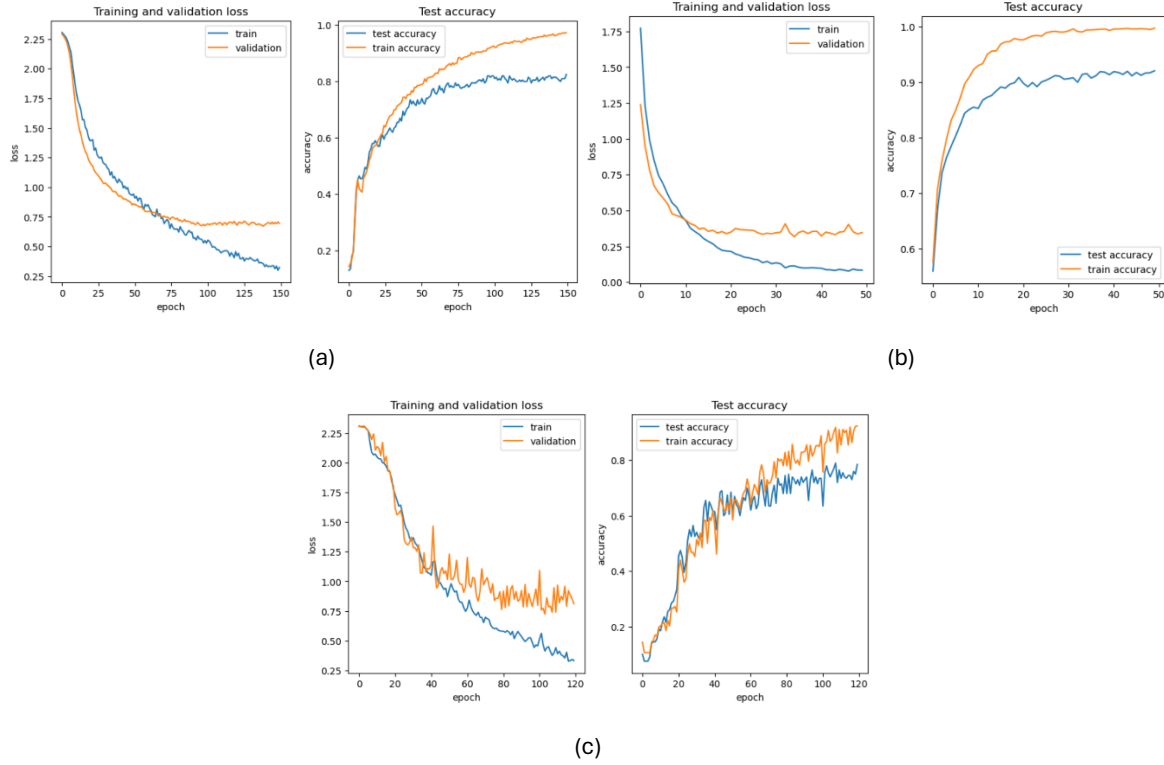 Training and validation loss
train
validation
loss
2.25
2.00
1.75
1.50
1.25
1.00
0.75
0.50
0.25
0
25
50
75
100
125
150
epoch
Test accuracy
test accuracy
train accuracy
accuracy
1.0
0.8
0.6
0.4
0.2
0
25
50
75
100
125
150
epoch
(a)
Training and validation loss
train
validation
loss
1.75
1.50
1.25
1.00
0.75
0.50
0.25
0.00
0
10
20
30
40
50
epoch
Test accuracy
test accuracy
train accuracy
accuracy
1.0
0.9
0.8
0.7
0.6
0
10
20
30
40
50
epoch
(b)
Training and validation loss
train
validation
loss
2.25
2.00
1.75
1.50
1.25
1.00
0.75
0.50
0.25
0
20
40
60
80
100
120
epoch
Test accuracy
test accuracy
train accuracy
accuracy
0.8
0.6
0.4
0.2
0
20
40
60
80
100
120
epoch
(c)